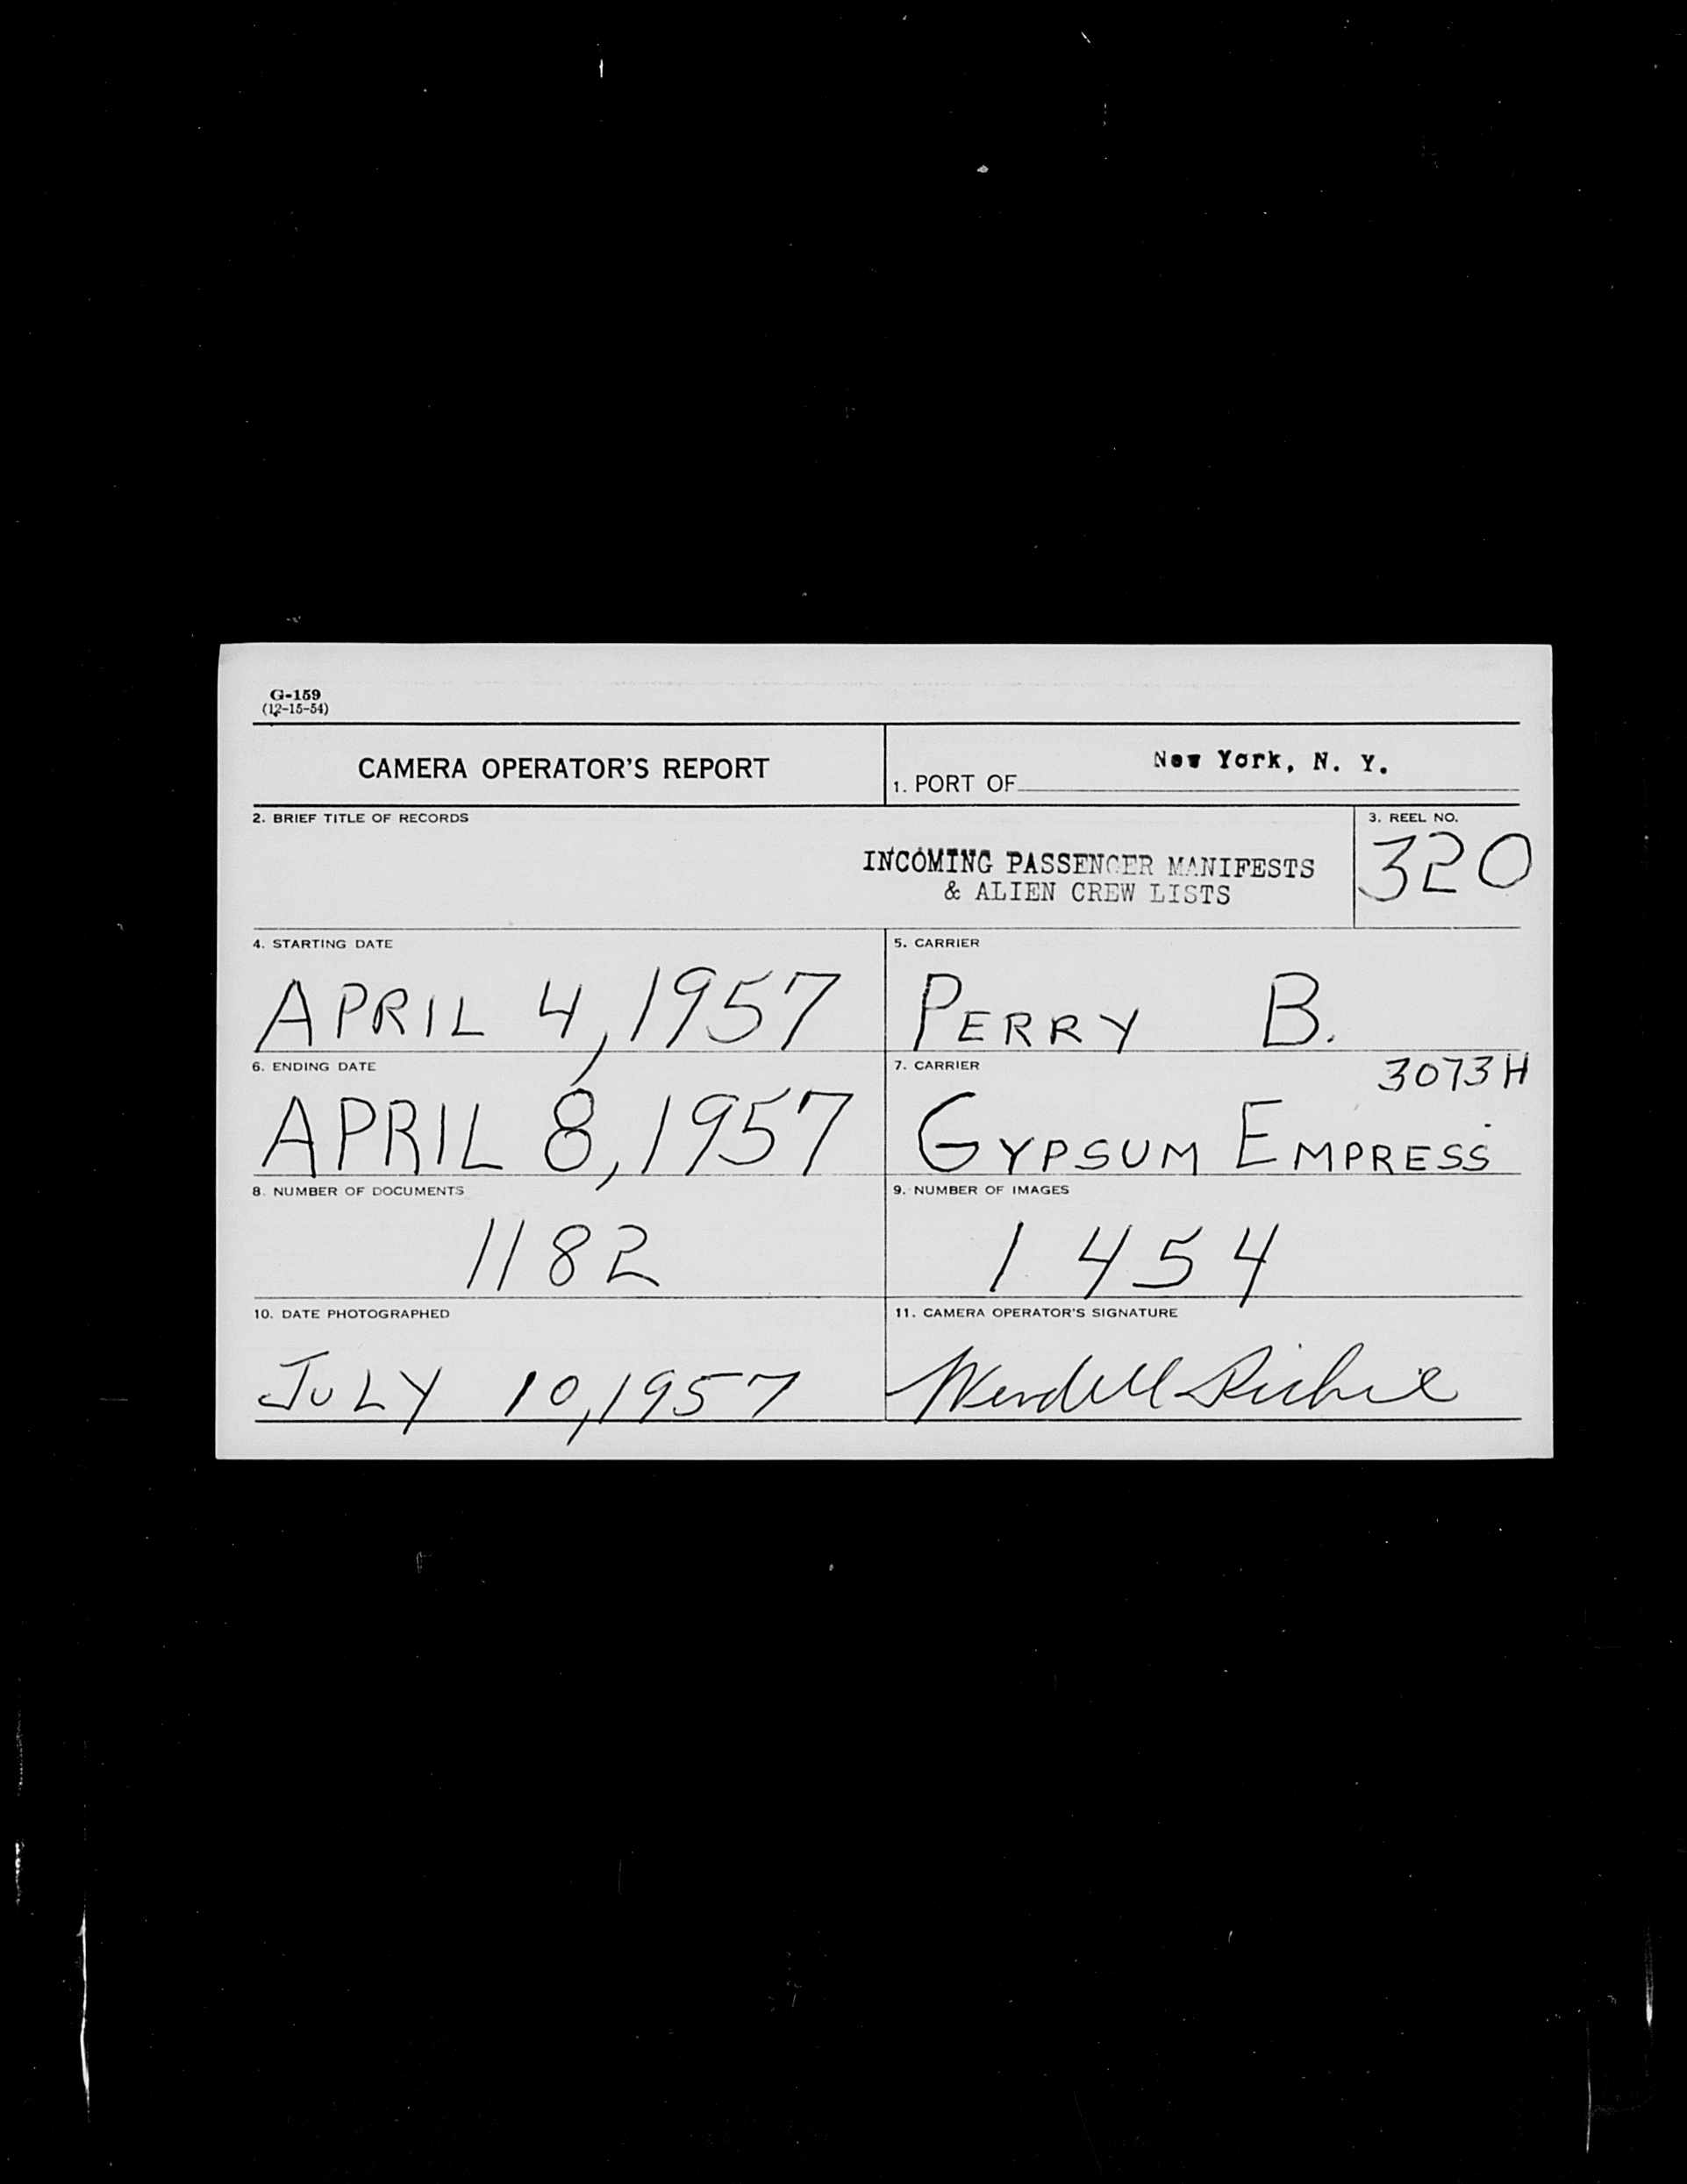 G-159
(12-15-54)
CAMERA OPERATOR'S REPORT
1. PORT OF New York, N. Y.
2. BRIEF TITLE OF RECORDS
INCOMING PASSENGER MANIFESTS
& ALIEN CREW LISTS
3. REEL NO.
320
4. STARTING DATE
APRIL 4, 1957
5. CARRIER
PERRY B.
6. ENDING DATE
APRIL 8, 1957
7. CARRIER
3073H
GYPSUM EMPRESS
8. NUMBER OF DOCUMENTS
1182
9. NUMBER OF IMAGES
1454
10. DATE PHOTOGRAPHED
JULY 10, 1957
11. CAMERA OPERATOR'S SIGNATURE
Wendell Richie